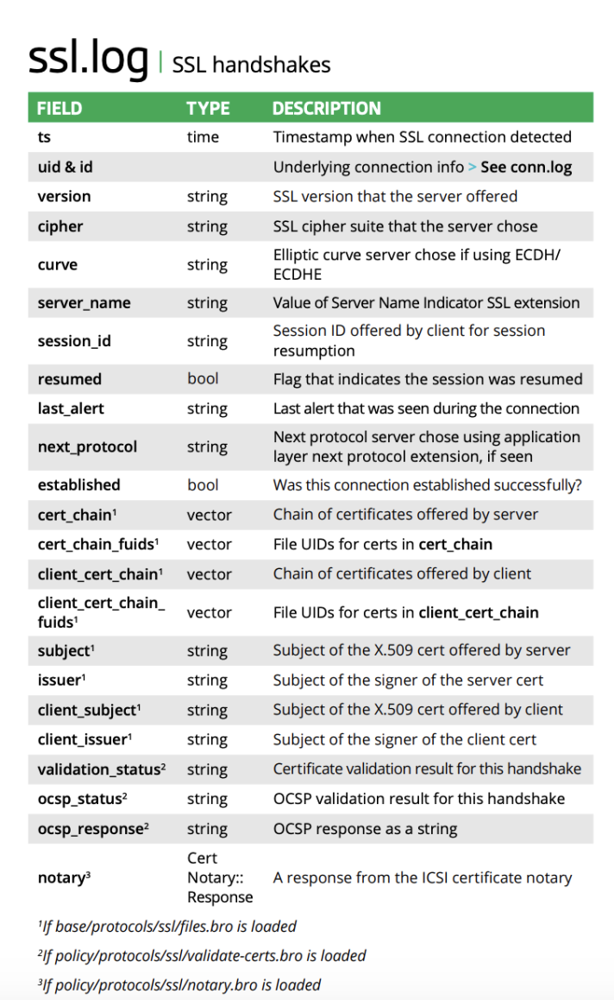 ssl.log | SSL handshakes
FIELD TYPE DESCRIPTION
ts time Timestamp when SSL connection detected
uid & id Underlying connection info > See conn.log
version string SSL version that the server offered
cipher string SSL cipher suite that the server chose
curve string Elliptic curve server chose if using ECDH/
ECDHE
server_name string Value of Server Name Indicator SSL extension
session_id string Session ID offered by client for session
resumption
resumed bool Flag that indicates the session was resumed
last_alert string Last alert that was seen during the connection
next_protocol string Next protocol server chose using application
layer next protocol extension, if seen
established bool Was this connection established successfully?
cert_chain¹ vector Chain of certificates offered by server
cert_chain_fuids¹ vector File UIDs for certs in cert_chain
client_cert_chain¹ vector Chain of certificates offered by client
client_cert_chain_
fuids¹ vector File UIDs for certs in client_cert_chain
subject¹ string Subject of the X.509 cert offered by server
issuer¹ string Subject of the signer of the server cert
client_subject¹ string Subject of the X.509 cert offered by client
client_issuer¹ string Subject of the signer of the client cert
validation_status² string Certificate validation result for this handshake
ocsp_status² string OCSP validation result for this handshake
ocsp_response² string OCSP response as a string
notary³ Cert
Notary::
Response A response from the ICSI certificate notary
¹If base/protocols/ssl/files.bro is loaded
²If policy/protocols/ssl/validate-certs.bro is loaded
³If policy/protocols/ssl/notary.bro is loaded